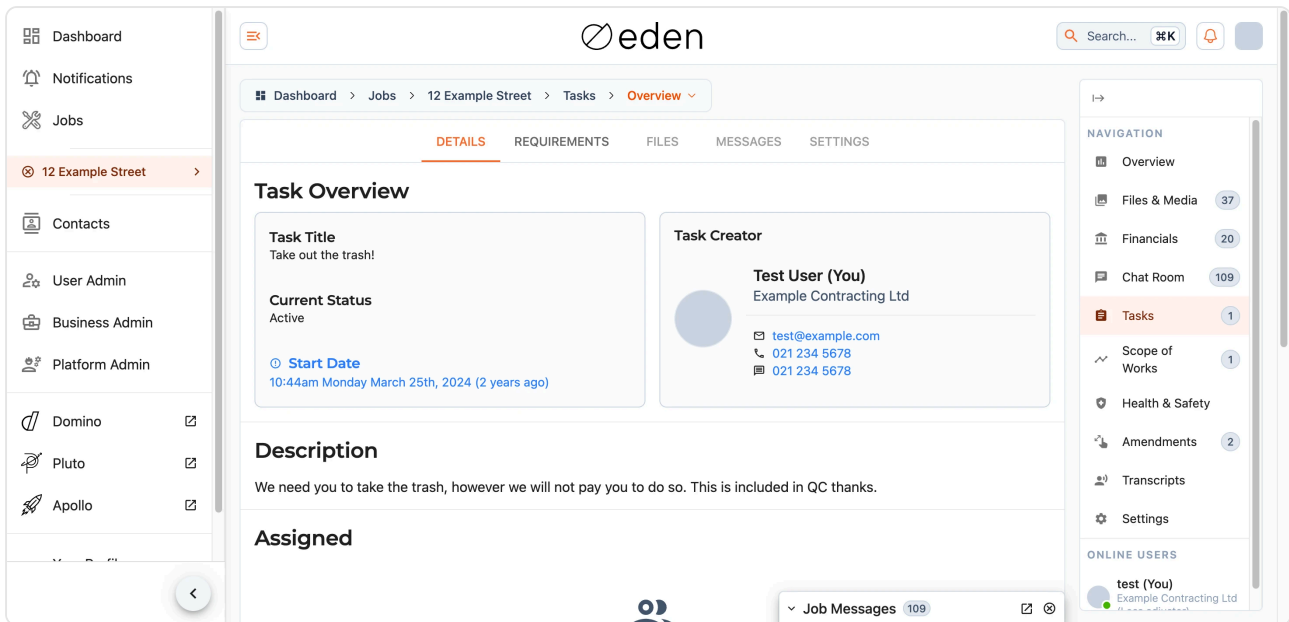 Dashboard
Notifications
Jobs
12 Example Street
Contacts
User Admin
Business Admin
Platform Admin
Domino
Pluto
Apollo
eden
Search... ⌘K
Dashboard > Jobs > 12 Example Street > Tasks > Overview
DETAILS REQUIREMENTS FILES MESSAGES SETTINGS
Task Overview
Task Title
Take out the trash!
Current Status
Active
Start Date
10:44am Monday March 25th, 2024 (2 years ago)
Task Creator
Test User (You)
Example Contracting Ltd
test@example.com
021 234 5678
021 234 5678
Description
We need you to take the trash, however we will not pay you to do so. This is included in QC thanks.
Assigned
Job Messages 109
NAVIGATION
Overview
Files & Media 37
Financials 20
Chat Room 109
Tasks 1
Scope of
Works 1
Health & Safety
Amendments 2
Transcripts
Settings
ONLINE USERS
test (You)
Example Contracting Ltd